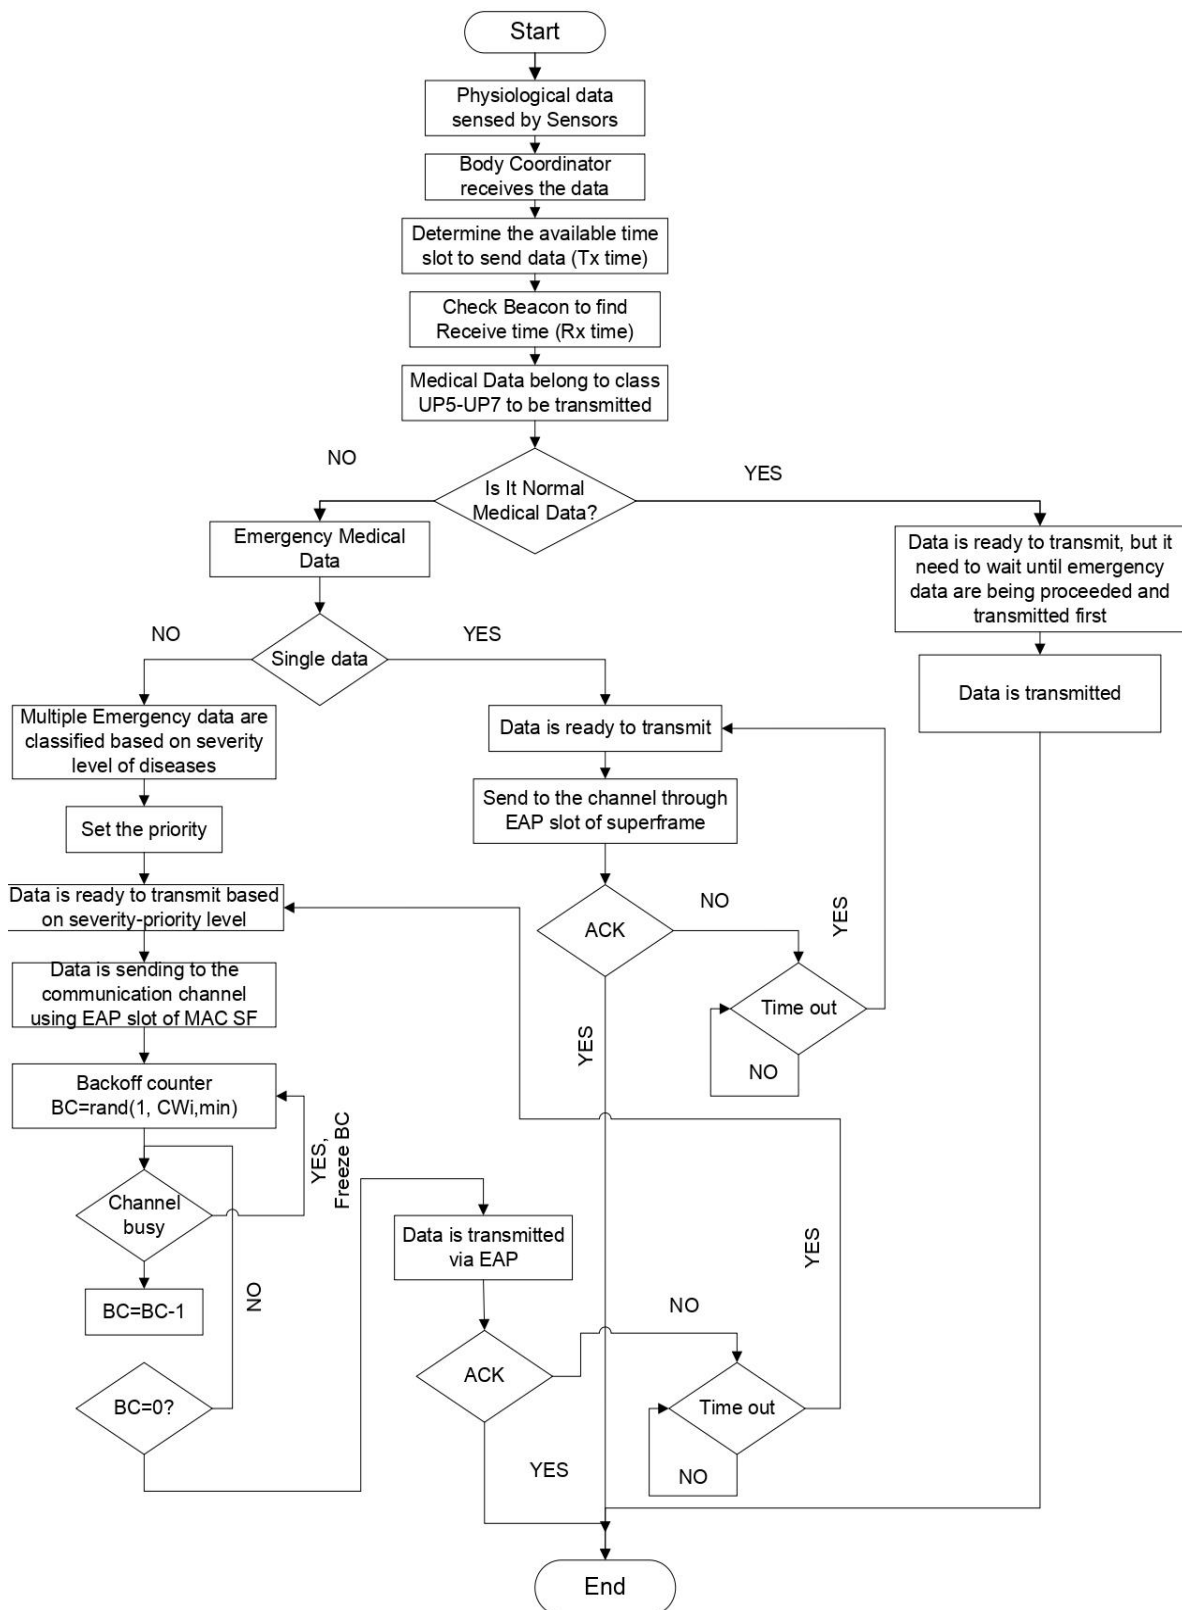 Start
Physiological data
sensed by Sensors
Body Coordinator
receives the data
Determine the available time
slot to send data (Tx time)
Check Beacon to find
Receive time (Rx time)
Medical Data belong to class
UP5-UP7 to be transmitted
NO
YES
Is It Normal
Medical Data?
Emergency Medical
Data
Data is ready to transmit, but it
need to wait until emergency
data are being proceeded and
transmitted first
NO
YES
Single data
Data is transmitted
Multiple Emergency data are
classified based on severity
level of diseases
Data is ready to transmit
Send to the channel through
EAP slot of superframe
Set the priority
Data is ready to transmit based
on severity-priority level
NO
YES
ACK
Data is sending to the
communication channel
using EAP slot of MAC SF
Time out
YES
NO
Backoff counter
BC=rand(1, CWi,min)
YES,
Freeze BC
Channel
busy
Data is transmitted
via EAP
YES
BC=BC-1
NO
NO
ACK
BC=0?
Time out
YES
NO
End